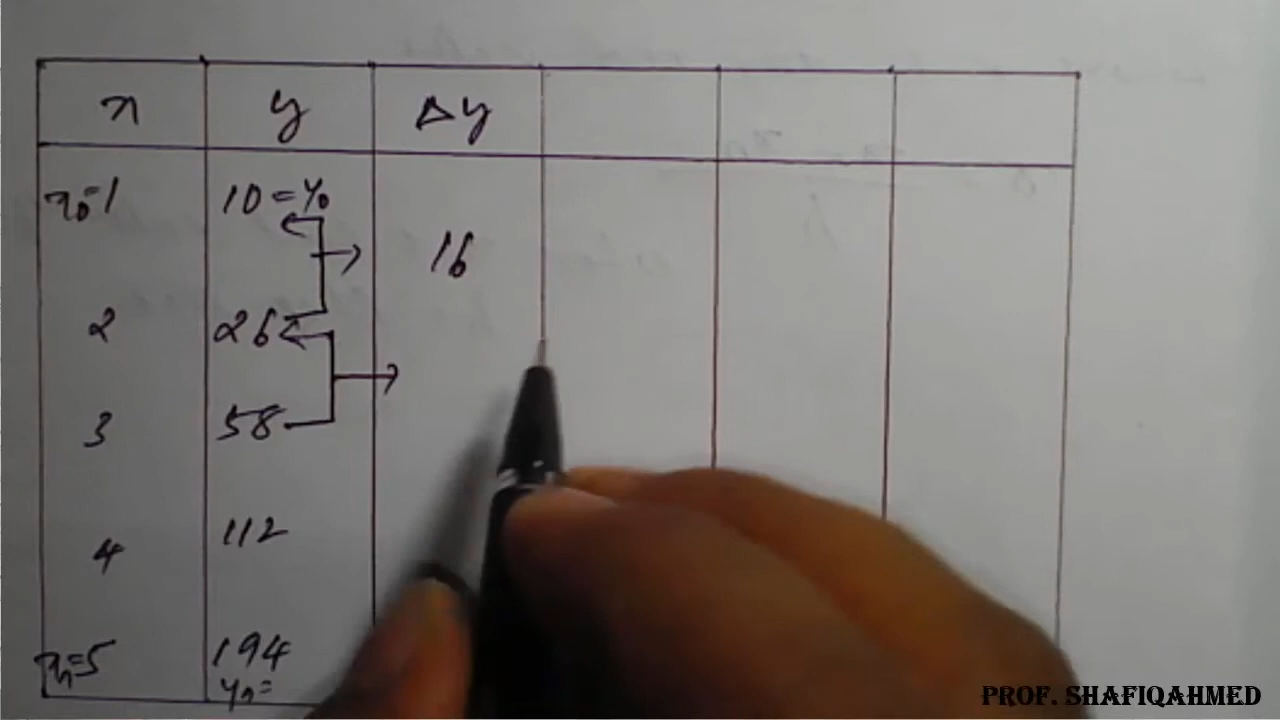 x y Δy
x₀=1 10=y₀
16
2 26
3 58
4 112
xₙ=5 194
yₙ=
PROF. SHAFIQAHMED